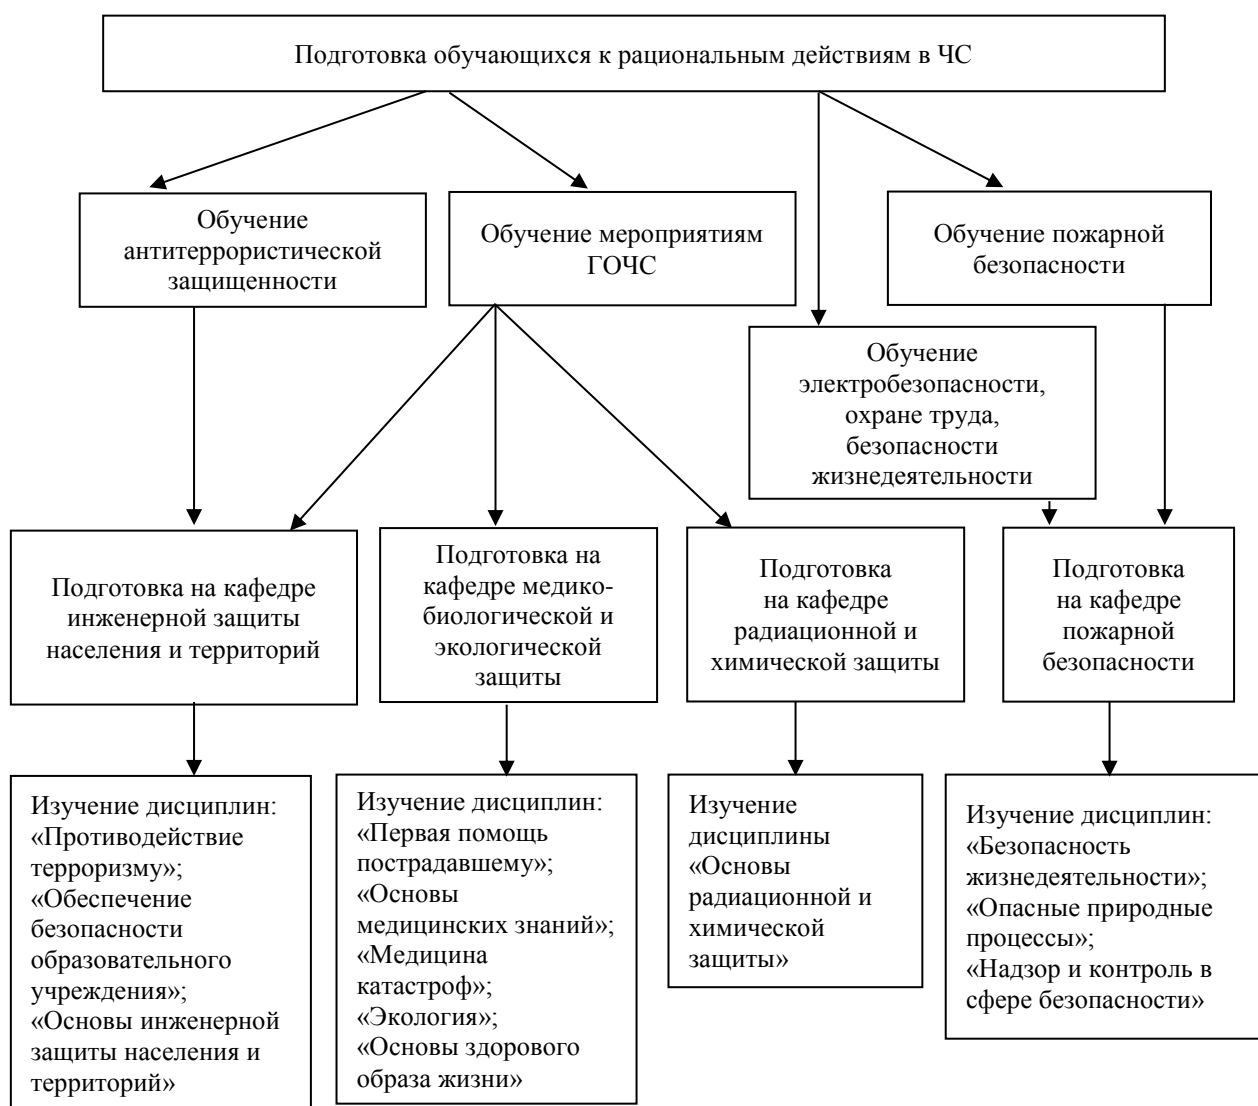 Подготовка обучающихся к рациональным действиям в ЧС
Обучение
антитеррористической
защищенности
Обучение мероприятиям
ГОЧС
Обучение пожарной
безопасности
Обучение
электробезопасности,
охране труда,
безопасности
жизнедеятельности
Подготовка на кафедре
инженерной защиты
населения и территорий
Подготовка на
кафедре медико-
биологической и
экологической
защиты
Подготовка
на кафедре
радиационной и
химической защиты
Подготовка
на кафедре
пожарной
безопасности
Изучение дисциплин:
«Противодействие
терроризму»;
«Обеспечение
безопасности
образовательного
учреждения»;
«Основы инженерной
защиты населения и
территорий»
Изучение дисциплин:
«Первая помощь
пострадавшему»;
«Основы
медицинских знаний»;
«Медицина
катастроф»;
«Экология»;
«Основы здорового
образа жизни»
Изучение
дисциплины
«Основы
радиационной и
химической
защиты»
Изучение дисциплин:
«Безопасность
жизнедеятельности»;
«Опасные природные
процессы»;
«Надзор и контроль в
сфере безопасности»